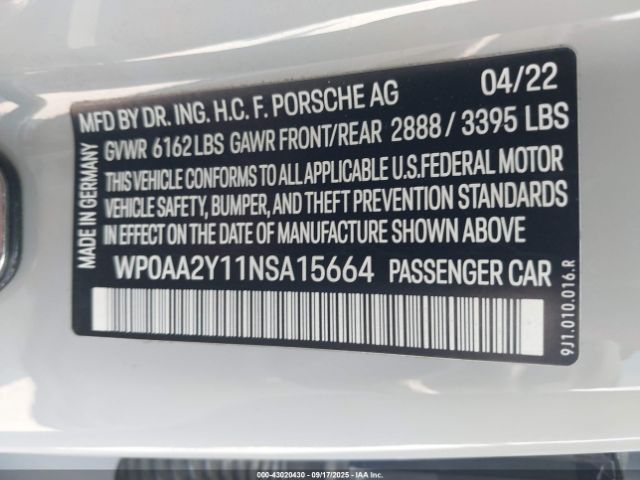 MFD BY DR. ING. H.C. F. PORSCHE AG 04/22
GVWR 6162 LBS GAWR FRONT/REAR 2888 / 3395 LBS
THIS VEHICLE CONFORMS TO ALL APPLICABLE U.S. FEDERAL MOTOR
VEHICLE SAFETY, BUMPER, AND THEFT PREVENTION STANDARDS
IN EFFECT ON THE DATE OF MANUFACTURE SHOWN ABOVE
WP0AA2Y11NSA15664 PASSENGER CAR
MADE IN GERMANY
9J1.010.016.R
000-43020430 - 09/17/2025 - IAA Inc.